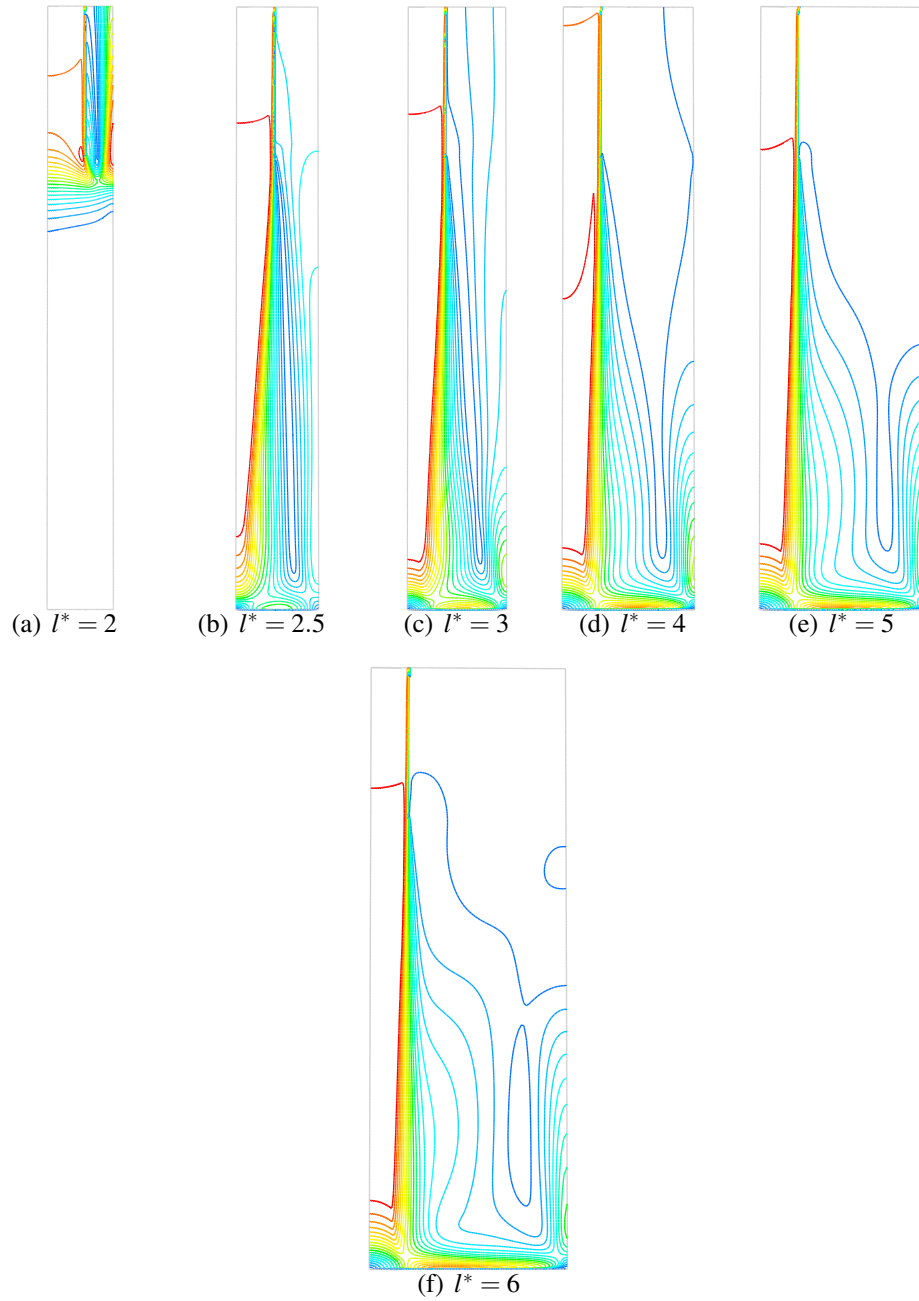 (a) l* = 2
(b) l* = 2.5
(c) l* = 3
(d) l* = 4
(e) l* = 5
(f) l* = 6